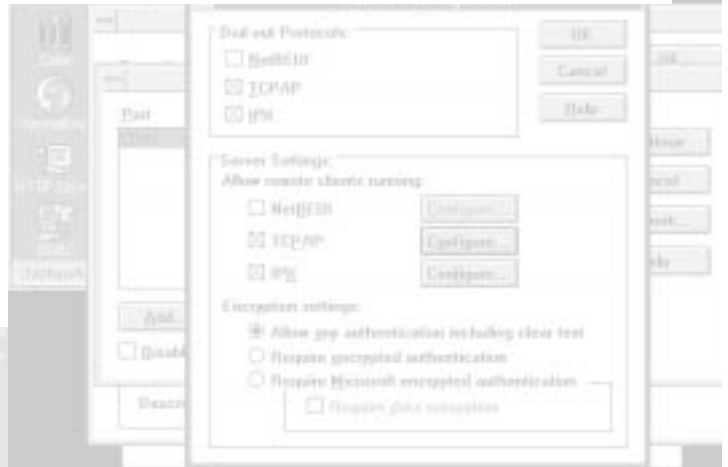 Dial out Protocols:
NetBEUI
TCP/IP
IPX
OK
Cancel
Help
Port
Server Settings:
Allow remote clients running:
NetBEUI
Configure...
TCP/IP
Configure...
IPX
Configure...
Encryption settings:
Allow any authentication including clear text
Require encrypted authentication
Require Microsoft encrypted authentication
Require data encryption
Add
Network